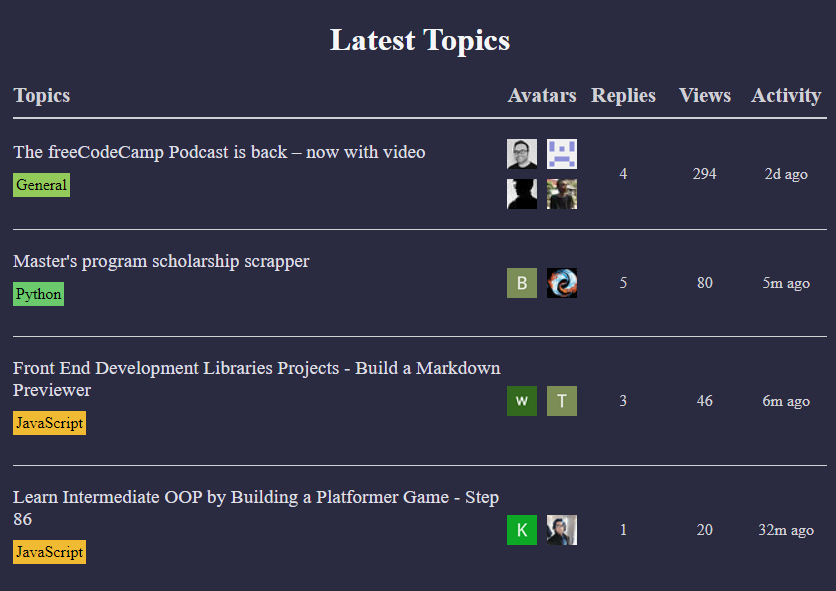 Latest Topics
Topics Avatars Replies Views Activity
The freeCodeCamp Podcast is back – now with video
General
4 294 2d ago
Master's program scholarship scrapper
Python
B 5 80 5m ago
Front End Development Libraries Projects - Build a Markdown
Previewer
JavaScript
w T 3 46 6m ago
Learn Intermediate OOP by Building a Platformer Game - Step
86
JavaScript
K 1 20 32m ago